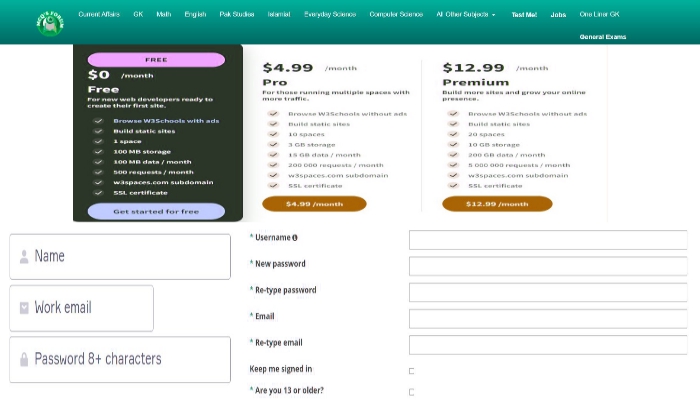 MCQ'S FORUM
Current Affairs GK Math English Pak Studies Islamiat Everyday Science Computer Science All Other Subjects Test Me! Jobs One Liner GK
General Exams
FREE
$0 /month
Free
For new web developers ready to
create their first site.
Browse W3Schools with ads
Build static sites
1 space
100 MB storage
100 MB data / month
500 requests / month
w3spaces.com subdomain
SSL certificate
Get started for free
$4.99 /month
Pro
For those running multiple spaces with
more traffic.
Browse W3Schools without ads
Build static sites
10 spaces
3 GB storage
15 GB data / month
200 000 requests / month
w3spaces.com subdomain
SSL certificate
$4.99 /month
$12.99 /month
Premium
Build more sites and grow your online
presence.
Browse W3Schools without ads
Build static sites
20 spaces
10 GB storage
200 GB data / month
5 000 000 requests / month
w3spaces.com subdomain
SSL certificate
$12.99 /month
Name
Work email
Password 8+ characters
* Username
* New password
* Re-type password
* Email
* Re-type email
Keep me signed in
* Are you 13 or older?